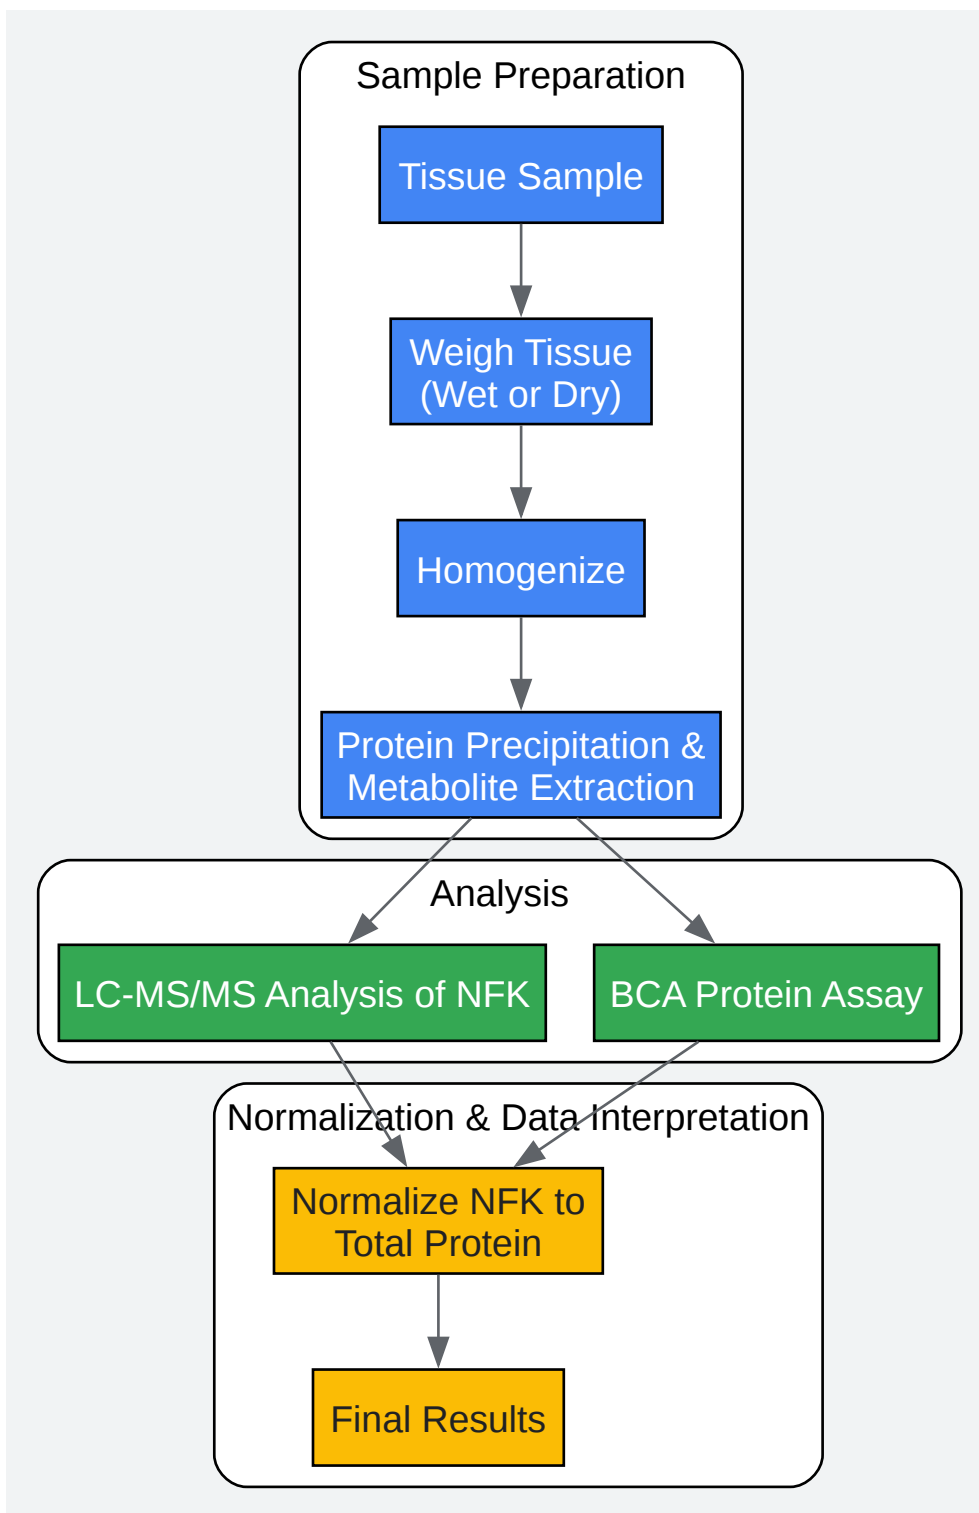 Sample Preparation
Tissue Sample
Weigh Tissue
(Wet or Dry)
Homogenize
Protein Precipitation &
Metabolite Extraction
Analysis
LC-MS/MS Analysis of NFK
BCA Protein Assay
Normalization & Data Interpretation
Normalize NFK to
Total Protein
Final Results